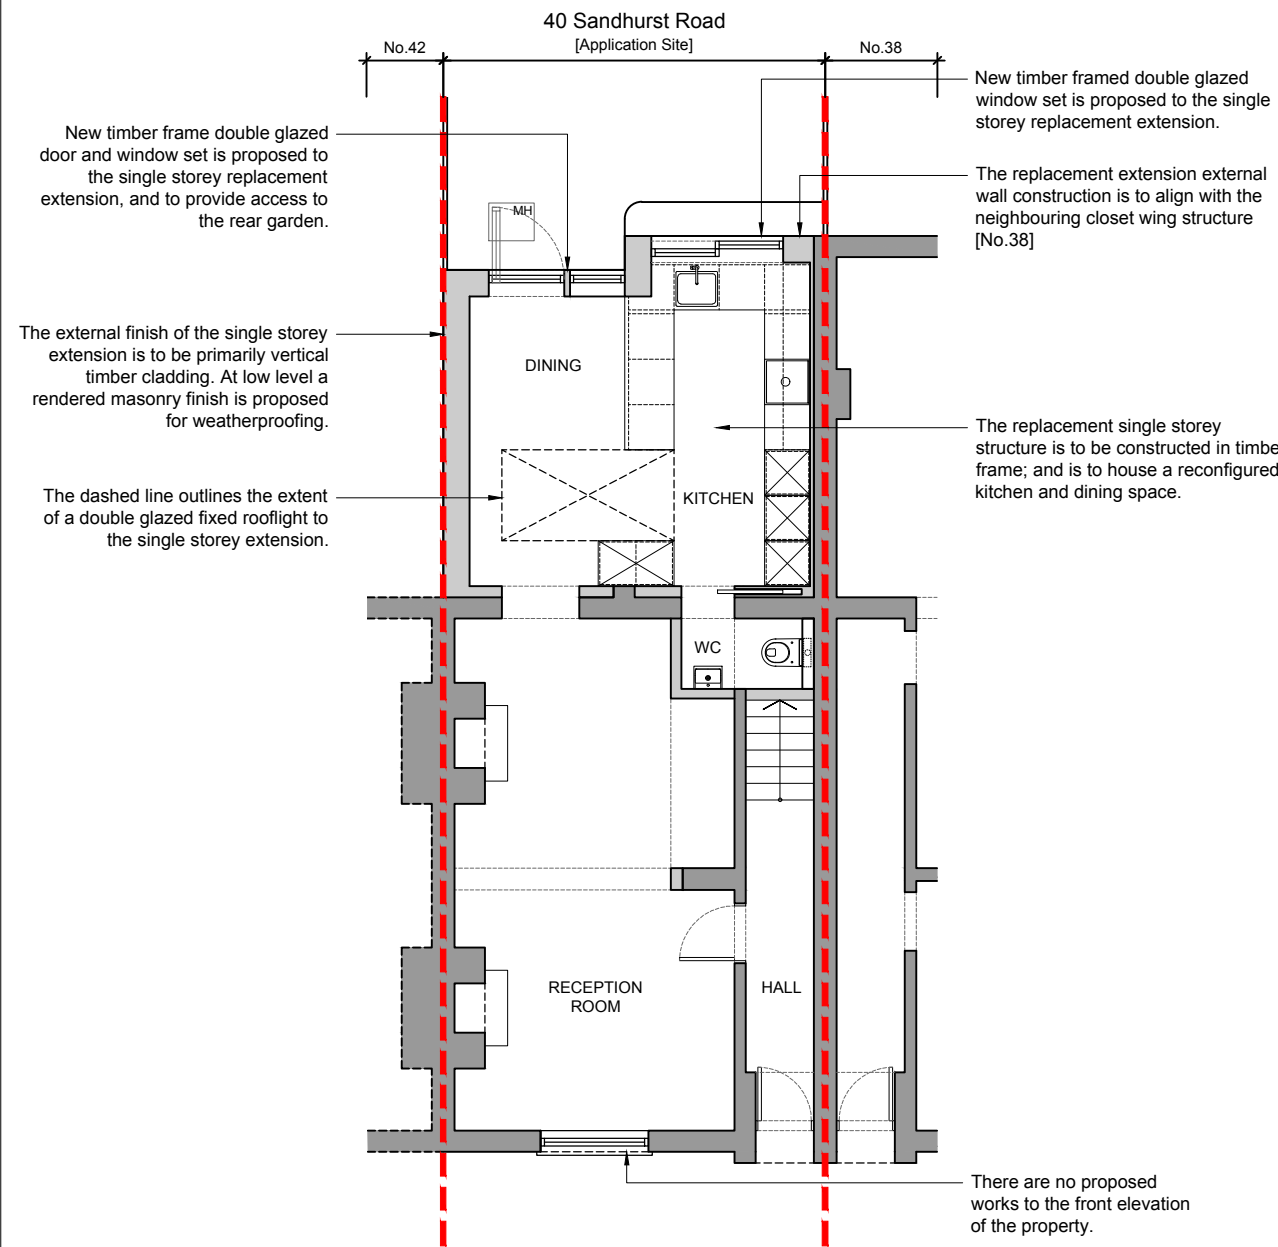 40 Sandhurst Road
[Application Site]
No.42
No.38
New timber framed double glazed
window set is proposed to the single
storey replacement extension.
New timber frame double glazed
door and window set is proposed to
the single storey replacement
extension, and to provide access to
the rear garden.
The replacement extension external
wall construction is to align with the
neighbouring closet wing structure
[No.38]
MH
The external finish of the single storey
extension is to be primarily vertical
timber cladding. At low level a
rendered masonry finish is proposed
for weatherproofing.
DINING
The replacement single storey
structure is to be constructed in timbe
frame; and is to house a reconfigured
kitchen and dining space.
The dashed line outlines the extent
of a double glazed fixed rooflight to
the single storey extension.
KITCHEN
WC
RECEPTION
ROOM
HALL
There are no proposed
works to the front elevation
of the property.